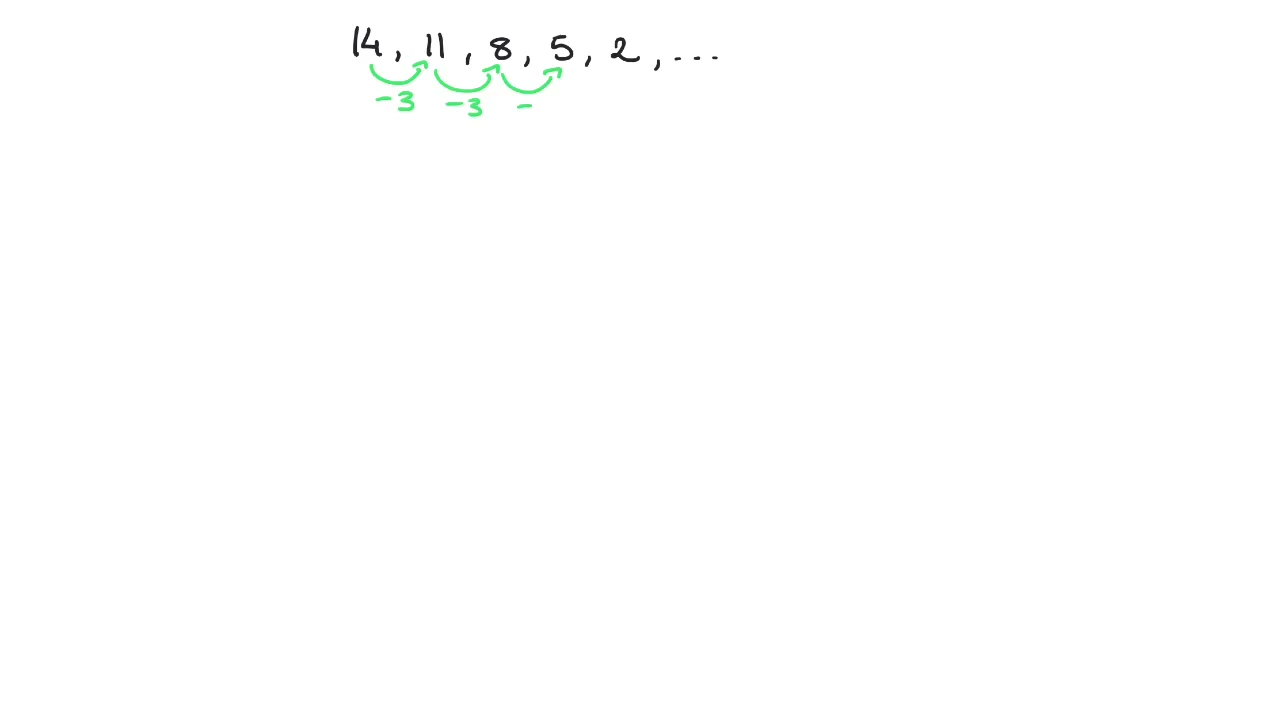 14, 11, 8, 5, 2, ...
-3 -3 -